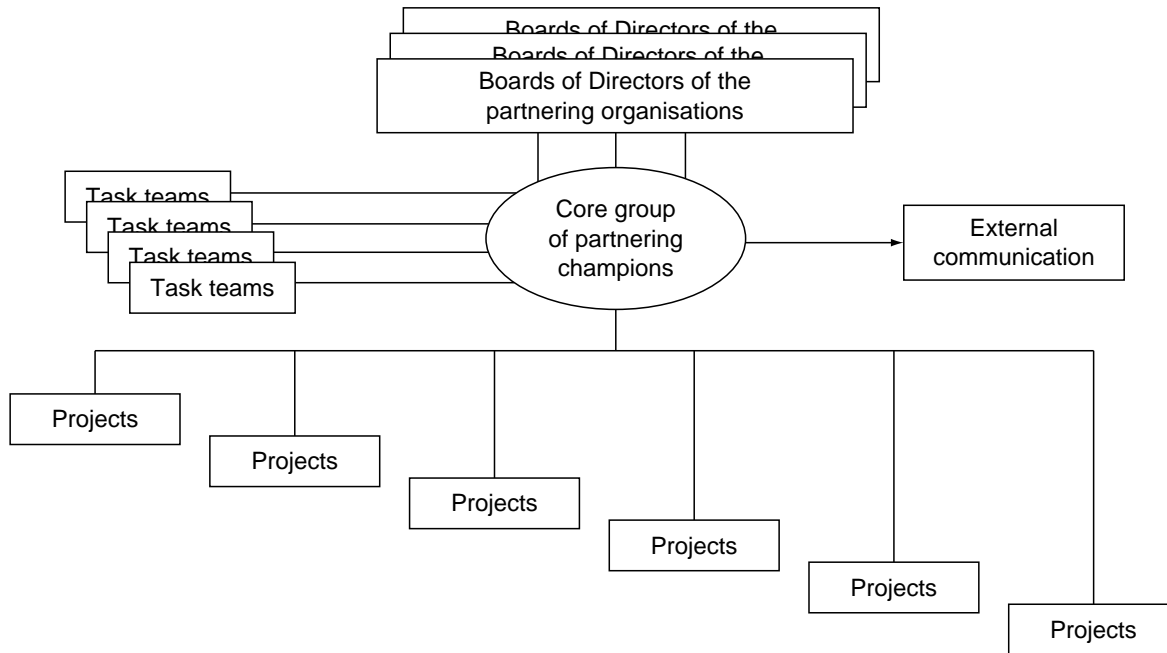 Boards of Directors of the
Boards of Directors of the
Boards of Directors of the
partnering organisations
Task teams
Task teams
Task teams
Task teams
Core group
of partnering
champions
External
communication
Projects
Projects
Projects
Projects
Projects
Projects